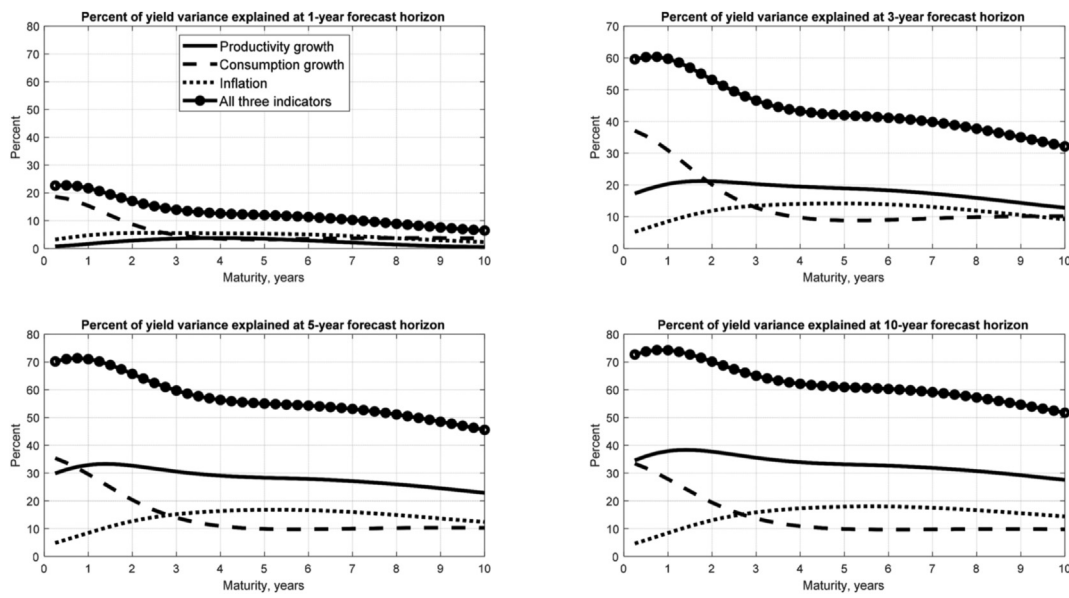 Percent of yield variance explained at 1-year forecast horizon
80
70
60
50
40
30
20
10
0
Percent
Productivity growth
Consumption growth
Inflation
All three indicators
0 1 2 3 4 5 6 7 8 9 10
Maturity, years
Percent of yield variance explained at 3-year forecast horizon
70
60
50
40
30
20
10
0
Percent
0 1 2 3 4 5 6 7 8 9 10
Maturity, years
Percent of yield variance explained at 5-year forecast horizon
80
70
60
50
40
30
20
10
0
Percent
0 1 2 3 4 5 6 7 8 9 10
Maturity, years
Percent of yield variance explained at 10-year forecast horizon
80
70
60
50
40
30
20
10
0
Percent
0 1 2 3 4 5 6 7 8 9 10
Maturity, years